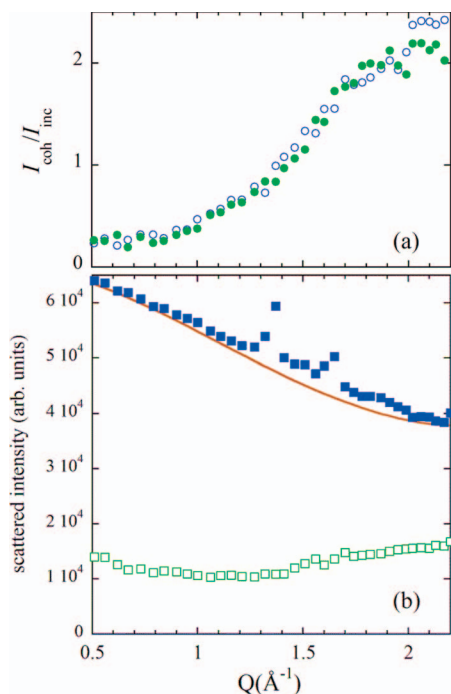 2
I_coh/I_inc
1
0
(a)
6 10^4
5 10^4
scattered intensity (arb. units)
4 10^4
3 10^4
2 10^4
1 10^4
(b)
0
0.5 1 1.5 2
Q(Å^-1)